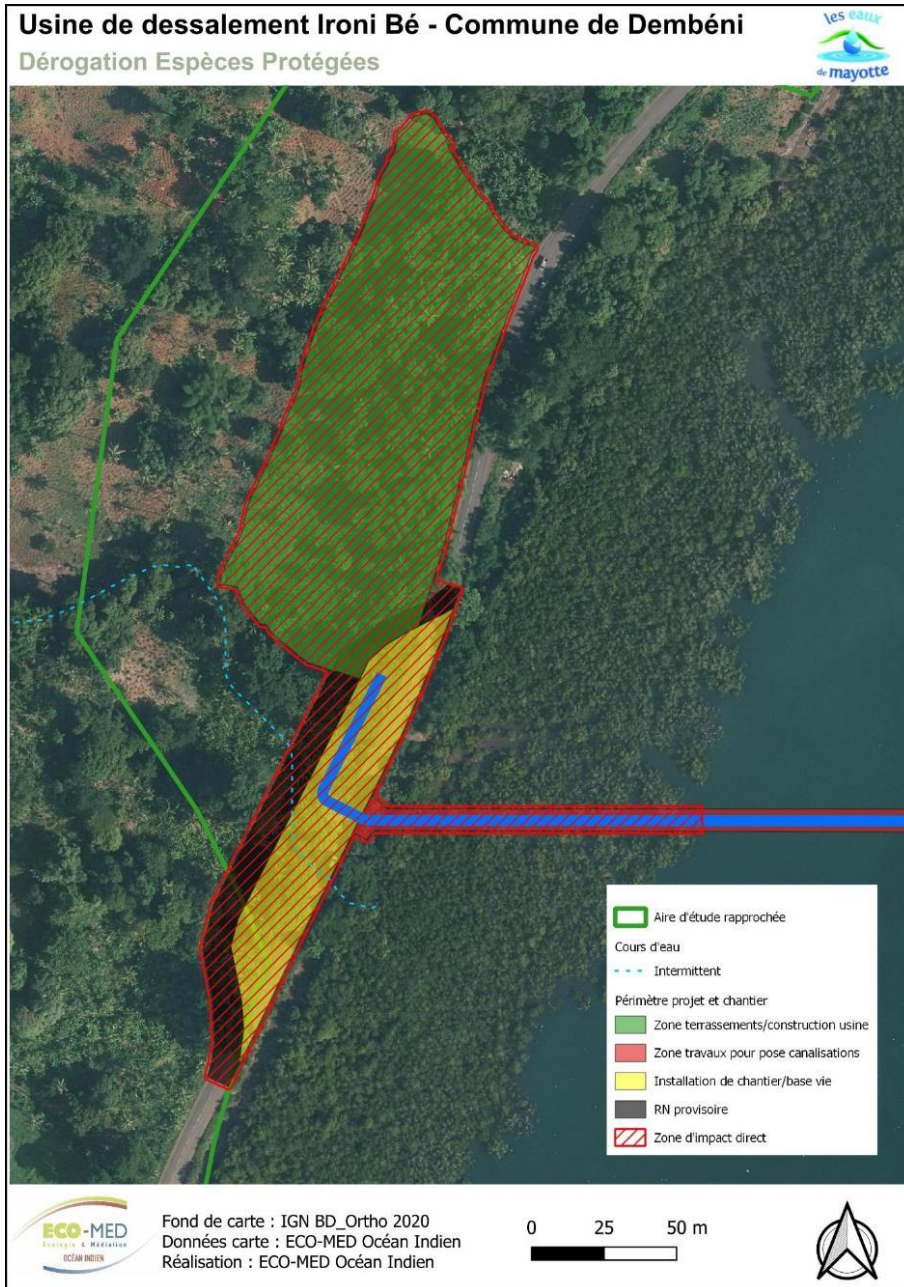 Usine de dessalement Ironi Bé - Commune de Dembéni
Dérogation Espèces Protégées
les eaux
de mayotte
Aire d'étude rapprochée
Cours d'eau
Intermittent
Périmètre projet et chantier
Zone terrassements/construction usine
Zone travaux pour pose canalisations
Installation de chantier/base vie
RN provisoire
Zone d'impact direct
ECO-MED
Ecologie & Médiation
OCÉAN INDIEN
Fond de carte : IGN BD_Ortho 2020
Données carte : ECO-MED Océan Indien
Réalisation : ECO-MED Océan Indien
0 25 50 m